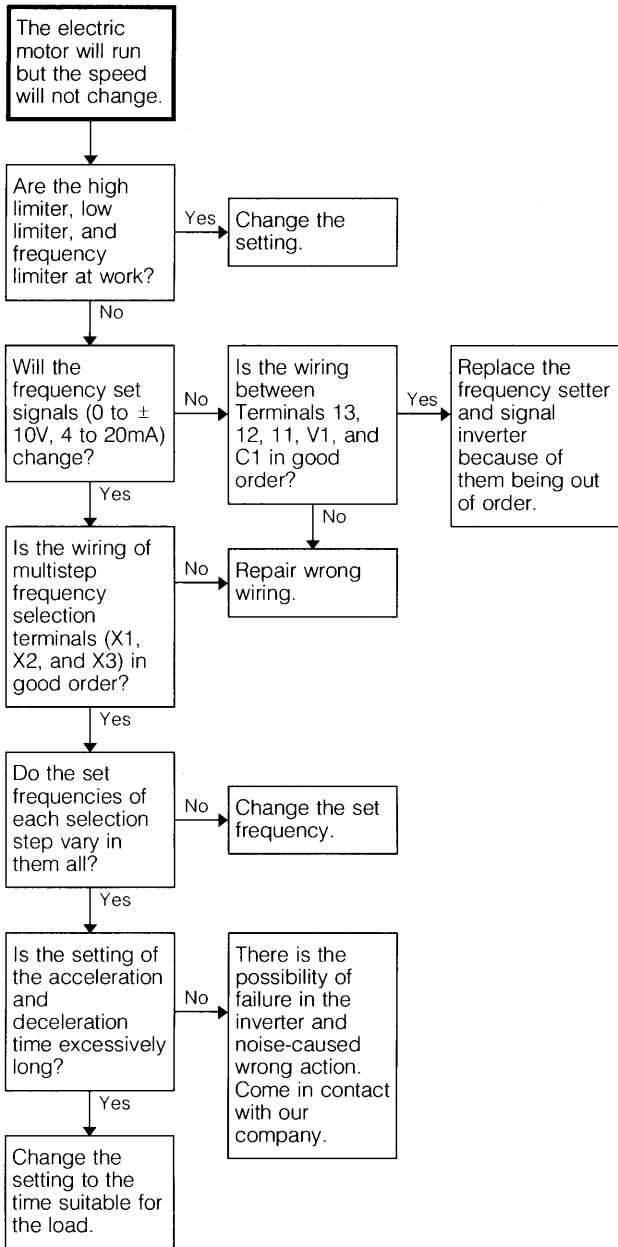 The electric
motor will run
but the speed
will not change.
Are the high
limiter, low
limiter, and
frequency
limiter at work?
Yes
Change the
setting.
No
Will the
frequency set
signals (0 to ±
10V, 4 to 20mA)
change?
No
Is the wiring
between
Terminals 13,
12, 11, V1, and
C1 in good
order?
Yes
Replace the
frequency setter
and signal
inverter
because of
them being out
of order.
Yes
No
Is the wiring of
multistep
frequency
selection
terminals (X1,
X2, and X3) in
good order?
No
Repair wrong
wiring.
Yes
Do the set
frequencies of
each selection
step vary in
them all?
No
Change the set
frequency.
Yes
Is the setting of
the acceleration
and
deceleration
time excessively
long?
No
There is the
possibility of
failure in the
inverter and
noise-caused
wrong action.
Come in contact
with our
company.
Yes
Change the
setting to the
time suitable for
the load.